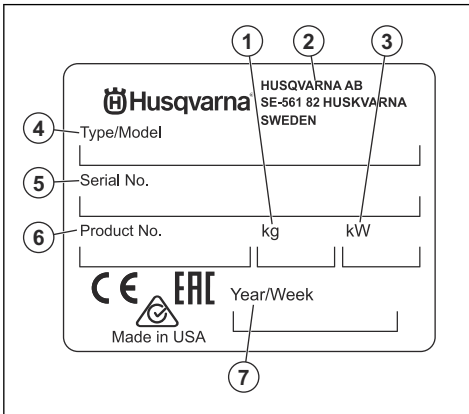 1 2 3
Husqvarna®
HUSQVARNA AB
SE-561 82 HUSKVARNA
SWEDEN
4 Type/Model
5 Serial No.
6 Product No. kg kW
CE EAC Year/Week
Made in USA
7